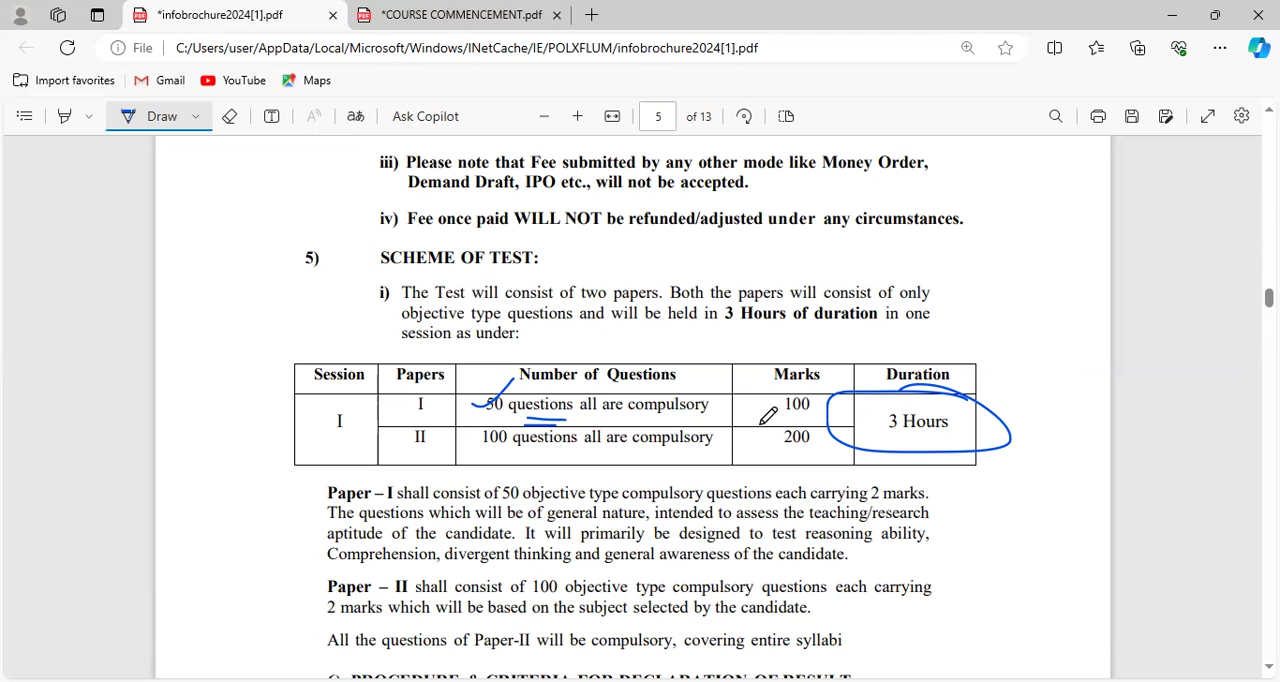 *infobrochure2024[1].pdf
*COURSE COMMENCEMENT.pdf
File
C:/Users/user/AppData/Local/Microsoft/Windows/INetCache/IE/POLXFLUM/infobrochure2024[1].pdf
Import favorites
Gmail
YouTube
Maps
Draw
aあ
Ask Copilot
5 of 13
iii) Please note that Fee submitted by any other mode like Money Order,
Demand Draft, IPO etc., will not be accepted.
iv) Fee once paid WILL NOT be refunded/adjusted under any circumstances.
5) SCHEME OF TEST:
i) The Test will consist of two papers. Both the papers will consist of only
objective type questions and will be held in 3 Hours of duration in one
session as under:
Session Papers Number of Questions Marks Duration
I I 50 questions all are compulsory 100 3 Hours
II 100 questions all are compulsory 200
Paper – I shall consist of 50 objective type compulsory questions each carrying 2 marks.
The questions which will be of general nature, intended to assess the teaching/research
aptitude of the candidate. It will primarily be designed to test reasoning ability,
Comprehension, divergent thinking and general awareness of the candidate.
Paper – II shall consist of 100 objective type compulsory questions each carrying
2 marks which will be based on the subject selected by the candidate.
All the questions of Paper-II will be compulsory, covering entire syllabi
PROCEDURE & CRITERIA FOR DECLARATION OF RESULT